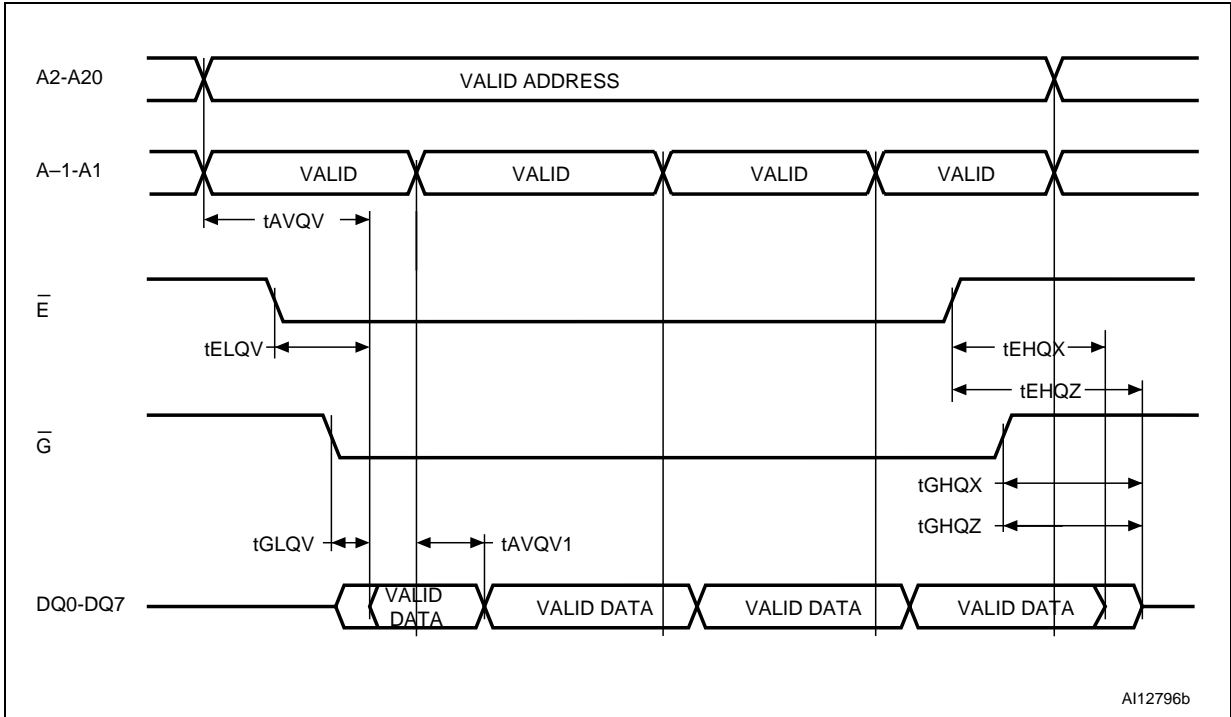 A2-A20
VALID ADDRESS
A–1-A1
VALID
VALID
VALID
VALID
tAVQV
E̅
tELQV
tEHQX
tEHQZ
G̅
tGHQX
tGHQZ
tGLQV
tAVQV1
DQ0-DQ7
VALID
DATA
VALID DATA
VALID DATA
VALID DATA
AI12796b